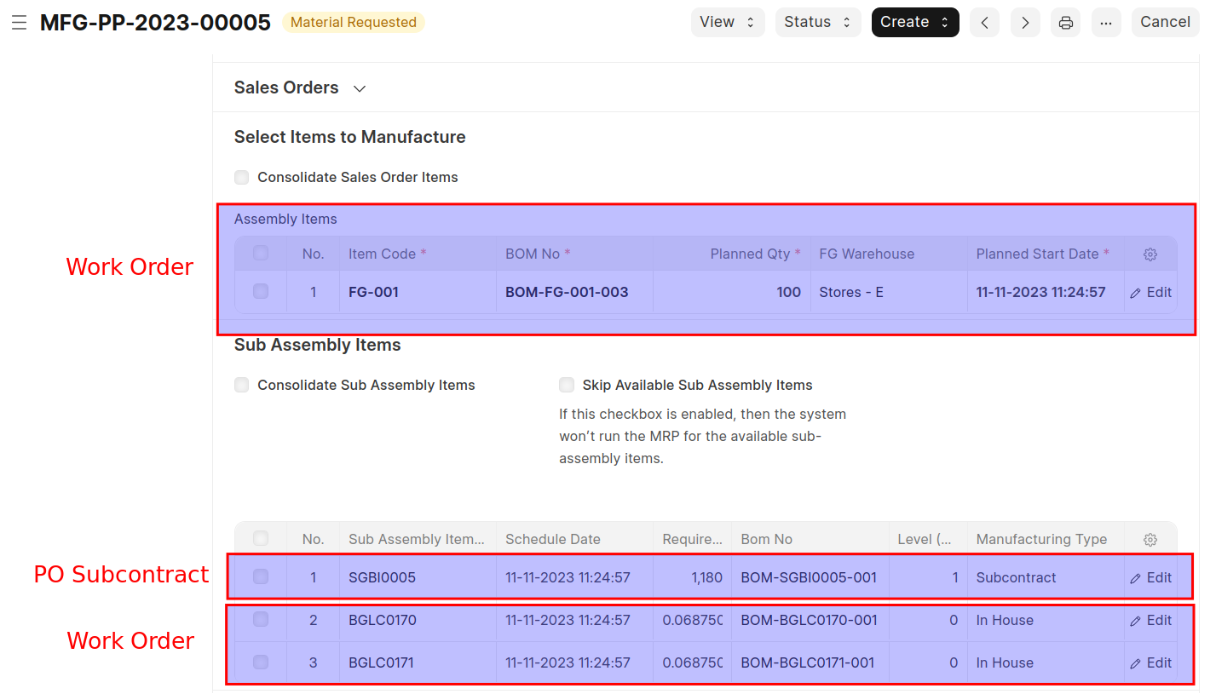 MFG-PP-2023-00005 Material Requested View Status Create ... Cancel
Sales Orders
Select Items to Manufacture
Consolidate Sales Order Items
Assembly Items
No. Item Code * BOM No * Planned Qty * FG Warehouse Planned Start Date *
Work Order
1 FG-001 BOM-FG-001-003 100 Stores - E 11-11-2023 11:24:57 Edit
Sub Assembly Items
Consolidate Sub Assembly Items Skip Available Sub Assembly Items
If this checkbox is enabled, then the system
won’t run the MRP for the available sub-
assembly items.
No. Sub Assembly Item... Schedule Date Require... Bom No Level (... Manufacturing Type
PO Subcontract 1 SGBI0005 11-11-2023 11:24:57 1,180 BOM-SGBI0005-001 1 Subcontract Edit
2 BGLC0170 11-11-2023 11:24:57 0.06875 BOM-BGLC0170-001 0 In House Edit
Work Order
3 BGLC0171 11-11-2023 11:24:57 0.06875 BOM-BGLC0171-001 0 In House Edit